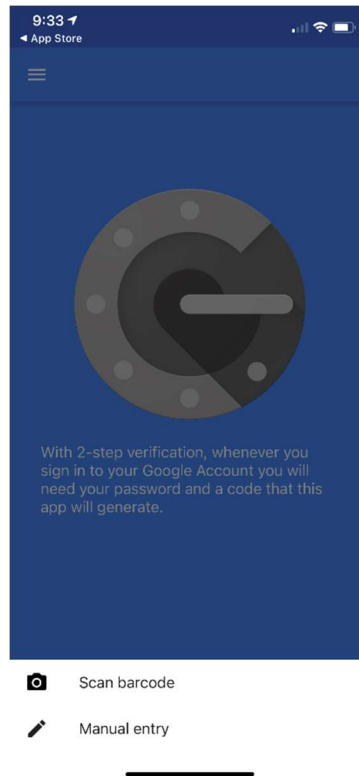 9:33
◀ App Store
With 2-step verification, whenever you
sign in to your Google Account you will
need your password and a code that this
app will generate.
Scan barcode
Manual entry